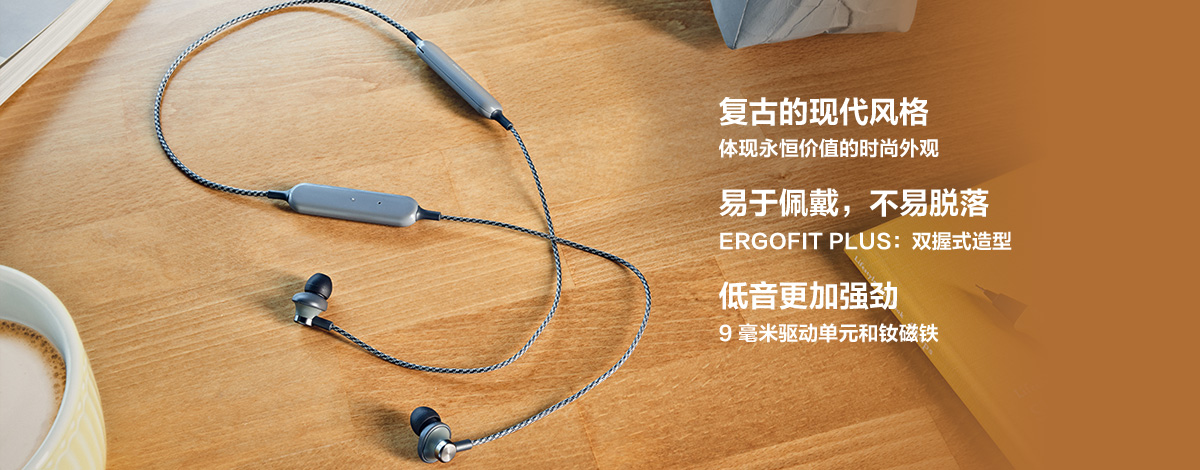 复古的现代风格
体现永恒价值的时尚外观
易于佩戴，不易脱落
ERGOFIT PLUS：双握式造型
低音更加强劲
9 毫米驱动单元和钕磁铁